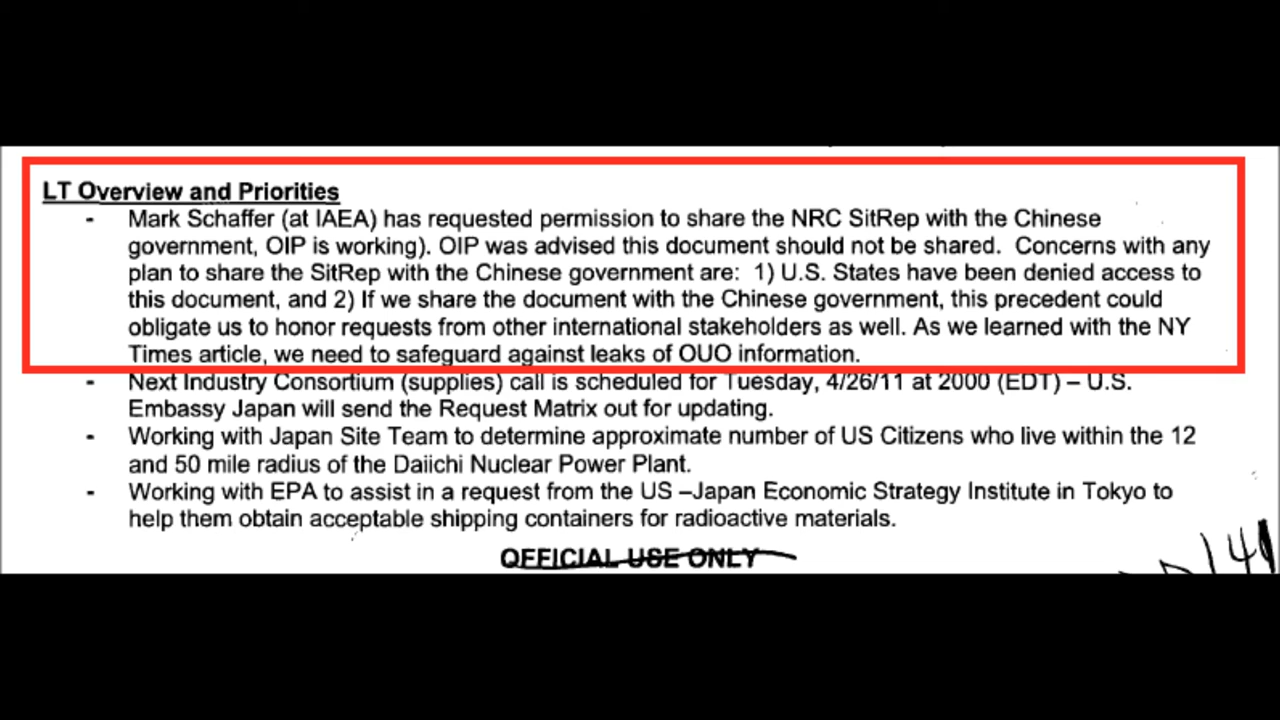 LT Overview and Priorities
- Mark Schaffer (at IAEA) has requested permission to share the NRC SitRep with the Chinese
government, OIP is working). OIP was advised this document should not be shared. Concerns with any
plan to share the SitRep with the Chinese government are: 1) U.S. States have been denied access to
this document, and 2) If we share the document with the Chinese government, this precedent could
obligate us to honor requests from other international stakeholders as well. As we learned with the NY
Times article, we need to safeguard against leaks of OUO information.
- Next Industry Consortium (supplies) call is scheduled for Tuesday, 4/26/11 at 2000 (EDT) – U.S.
Embassy Japan will send the Request Matrix out for updating.
- Working with Japan Site Team to determine approximate number of US Citizens who live within the 12
and 50 mile radius of the Daiichi Nuclear Power Plant.
- Working with EPA to assist in a request from the US –Japan Economic Strategy Institute in Tokyo to
help them obtain acceptable shipping containers for radioactive materials.
OFFICIAL USE ONLY